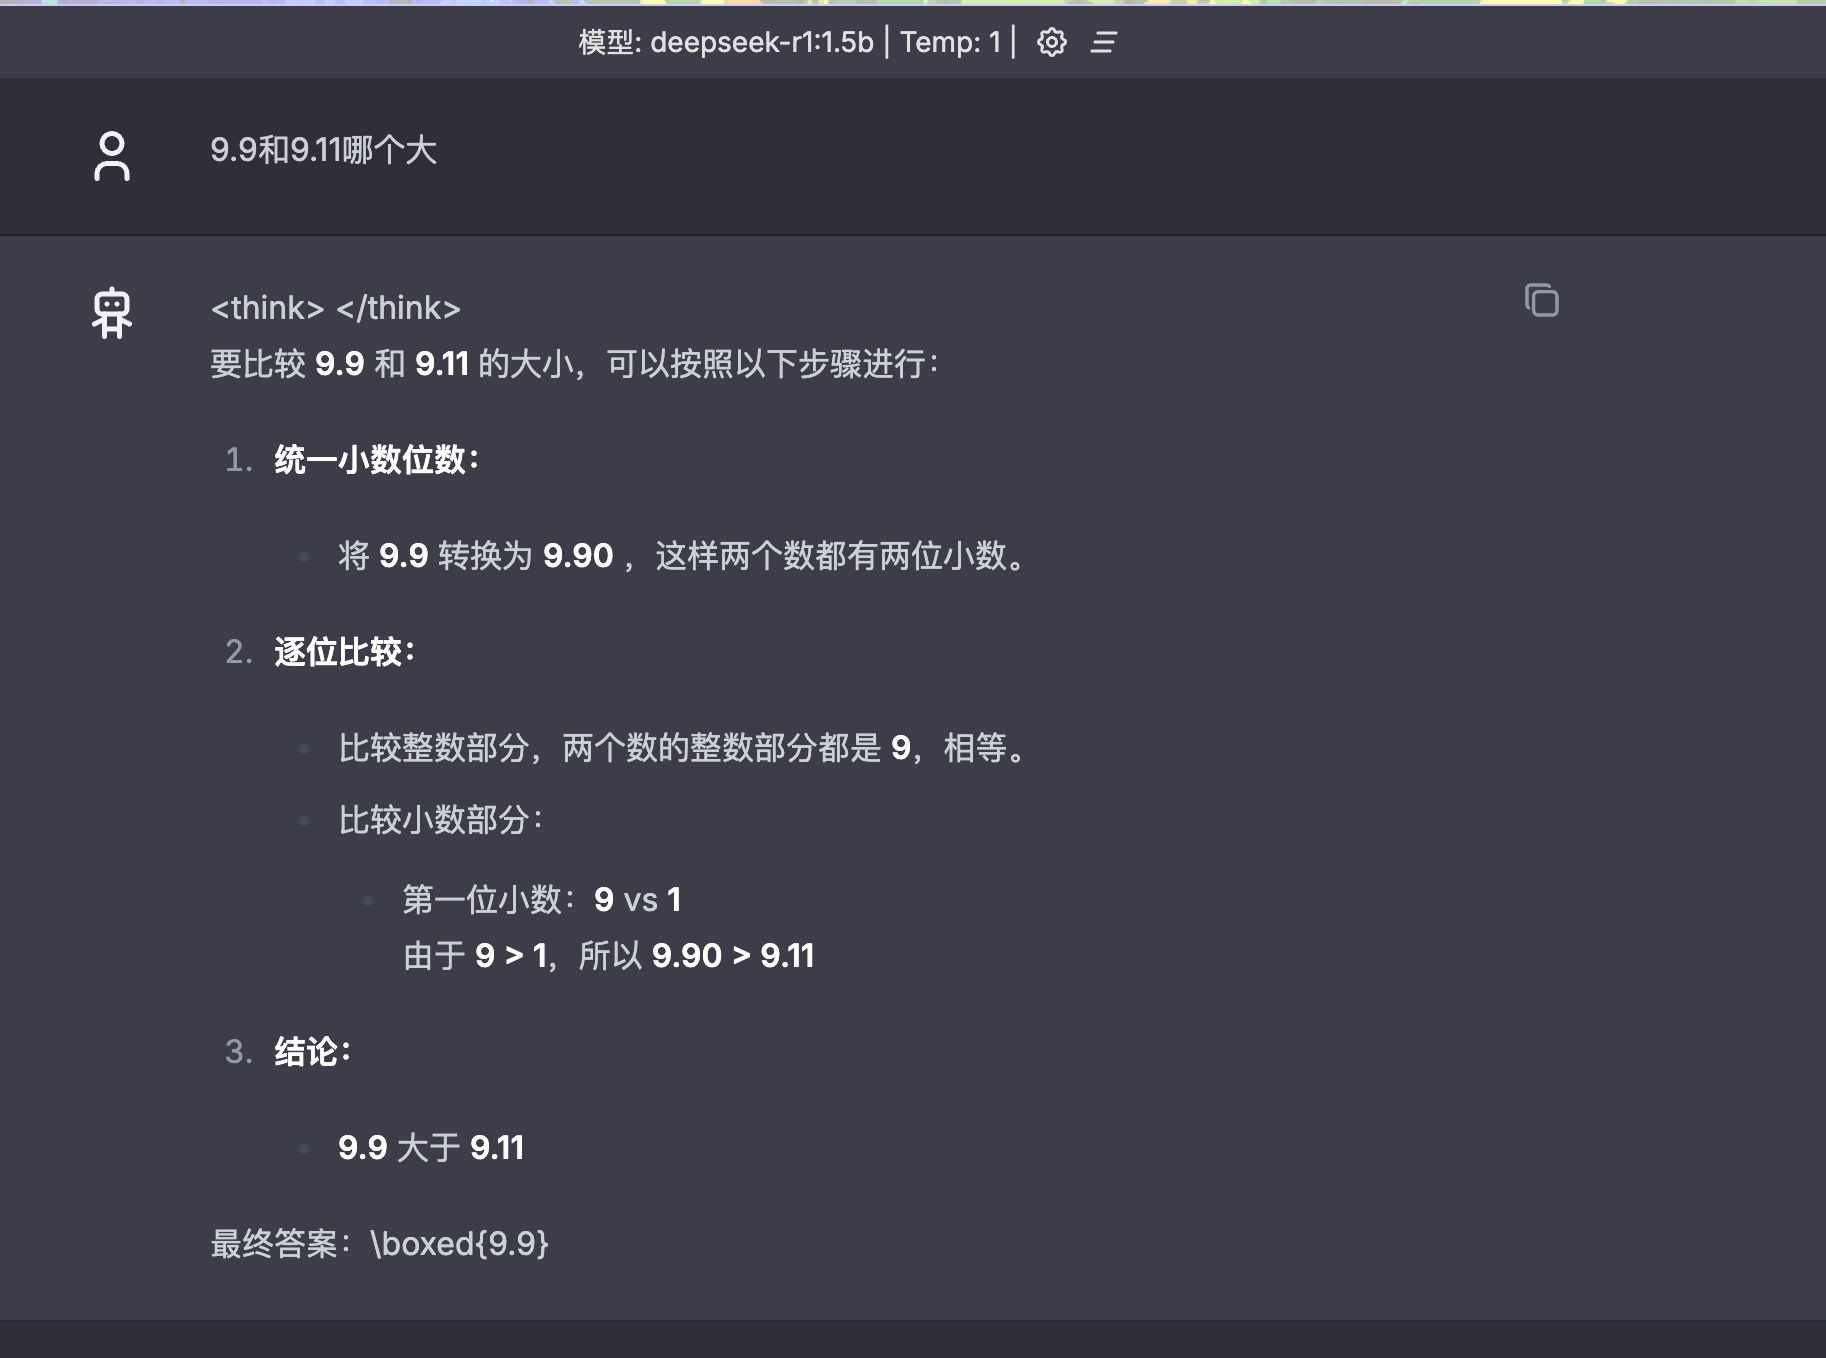 模型: deepseek-r1:1.5b | Temp: 1 |
9.9和9.11哪个大
<think> </think>
要比较 9.9 和 9.11 的大小，可以按照以下步骤进行：
1. 统一小数位数：
将 9.9 转换为 9.90 ，这样两个数都有两位小数。
2. 逐位比较：
比较整数部分，两个数的整数部分都是 9，相等。
比较小数部分：
第一位小数：9 vs 1
由于 9 > 1，所以 9.90 > 9.11
3. 结论：
9.9 大于 9.11
最终答案：\boxed{9.9}